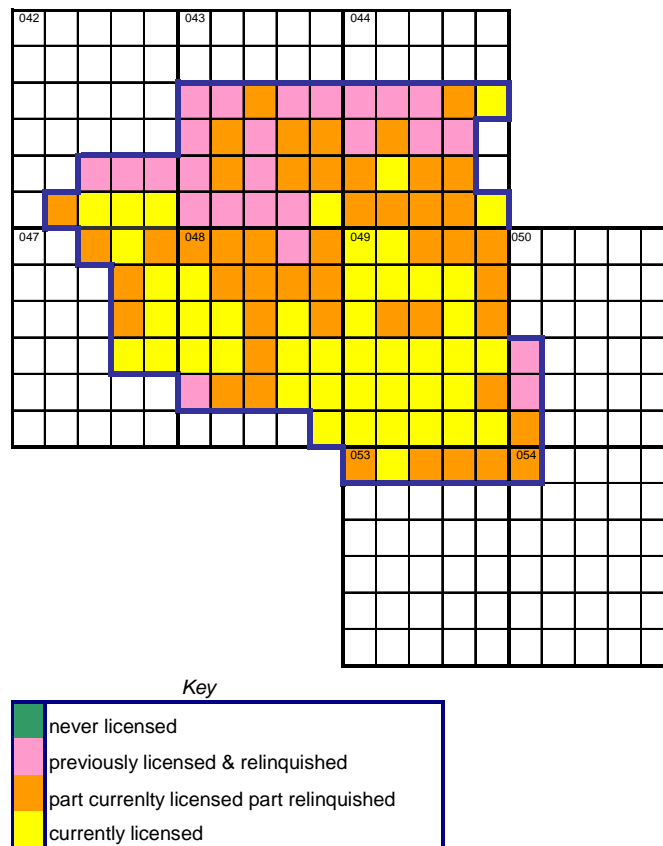 042 043 044
047 048 049 050
053 054
Key
never licensed
previously licensed & relinquished
part currenlty licensed part relinquished
currently licensed